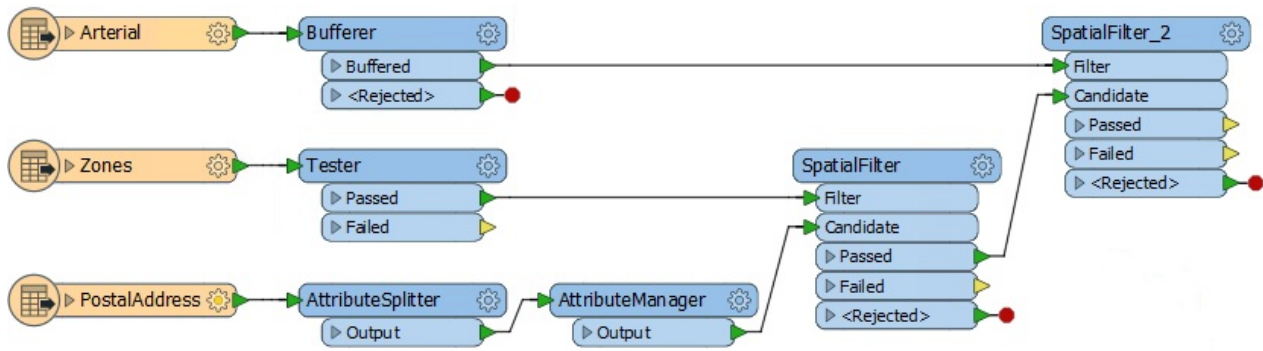 Arterial
Bufferer
Buffered
<Rejected>
SpatialFilter_2
Filter
Candidate
Passed
Failed
<Rejected>
Zones
Tester
Passed
Failed
SpatialFilter
Filter
Candidate
Passed
Failed
<Rejected>
PostalAddress
AttributeSplitter
Output
AttributeManager
Output